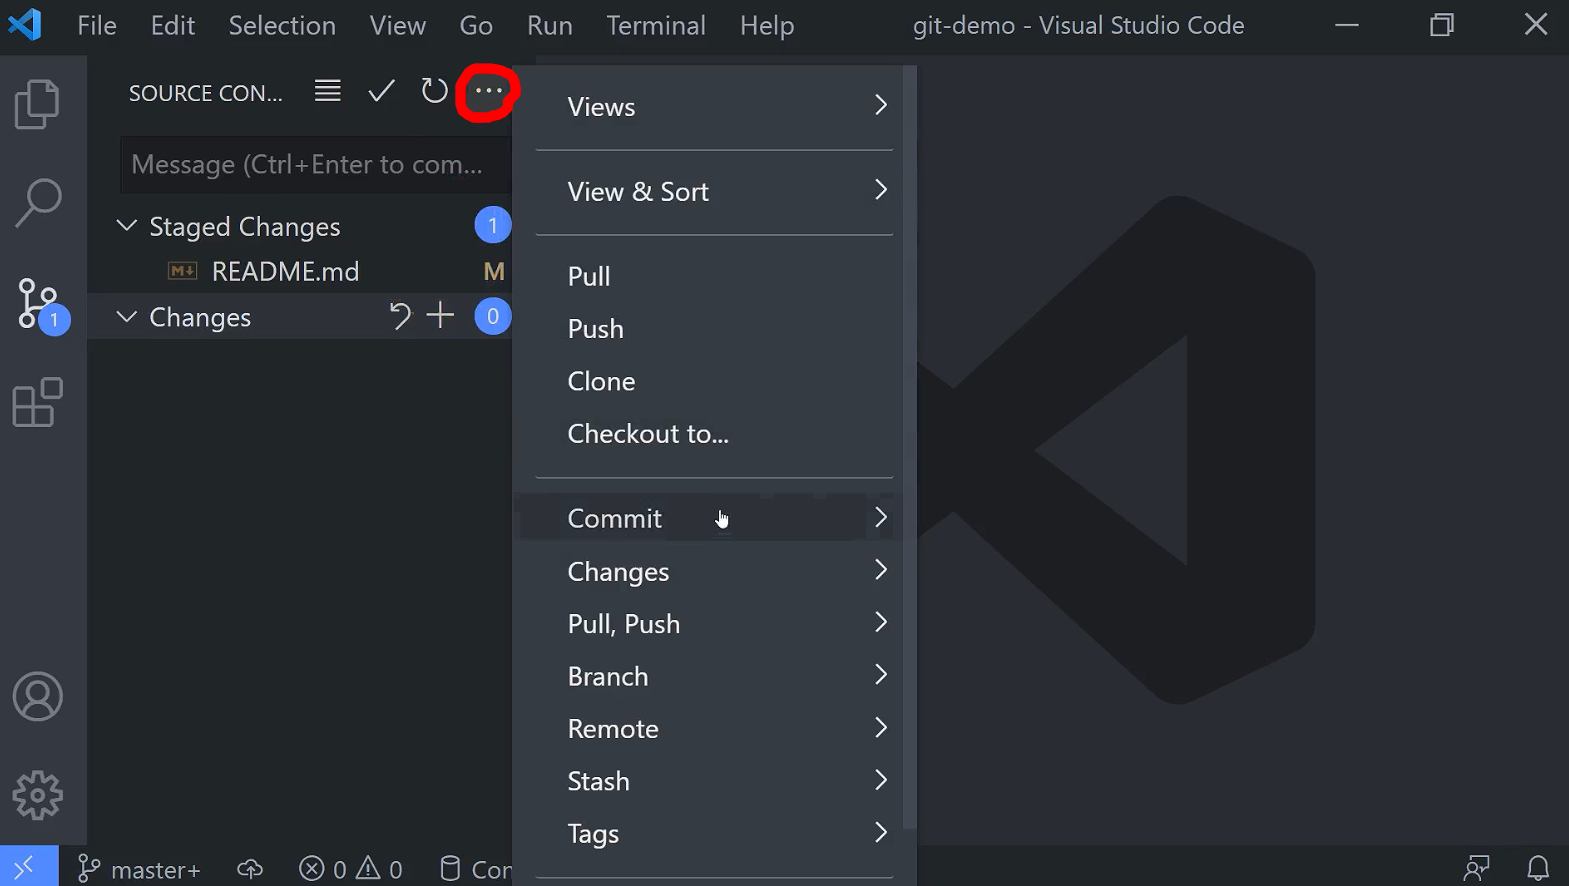 File Edit Selection View Go Run Terminal Help git-demo - Visual Studio Code
SOURCE CON...
Message (Ctrl+Enter to com...
Staged Changes 1
README.md M
Changes 0
1
Views
View & Sort
Pull
Push
Clone
Checkout to...
Commit
Changes
Pull, Push
Branch
Remote
Stash
Tags
master+ 0 0 Con